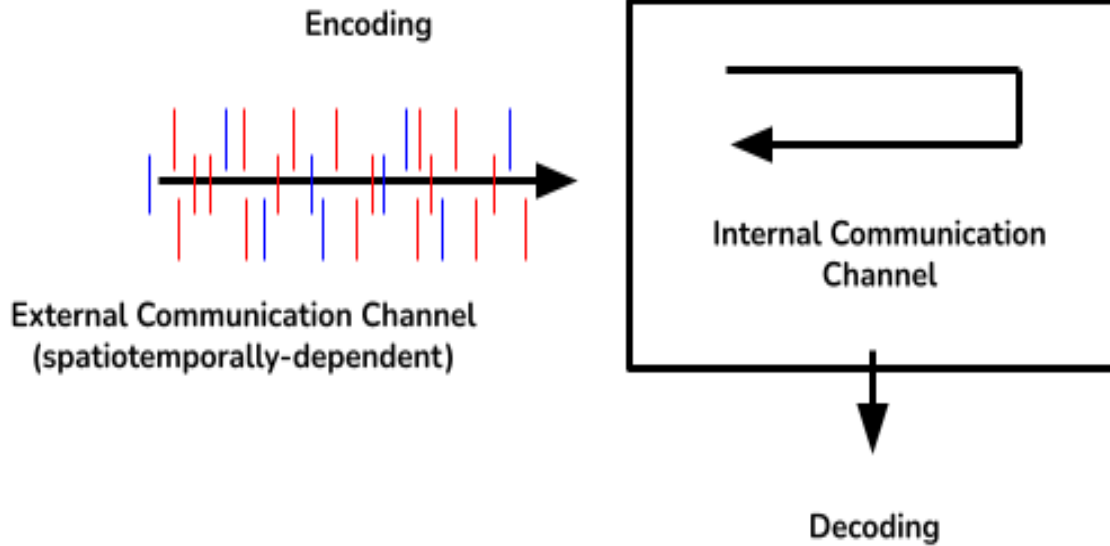 Encoding
External Communication Channel
(spatiotemporally-dependent)
Internal Communication
Channel
Decoding